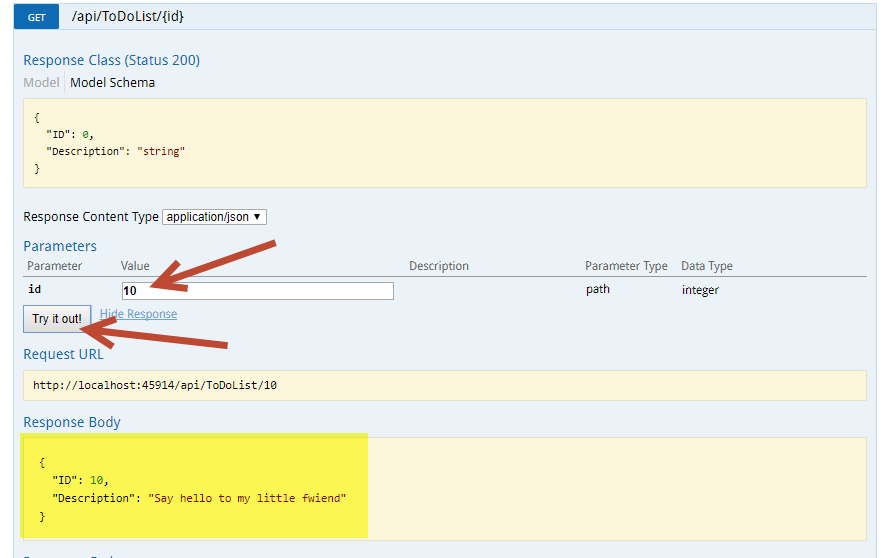 GET /api/ToDoList/{id}
Response Class (Status 200)
Model Model Schema
{
"ID": 0,
"Description": "string"
}
Response Content Type application/json
Parameters
Parameter Value Description Parameter Type Data Type
id 10 path integer
Try it out! Hide Response
Request URL
http://localhost:45914/api/ToDoList/10
Response Body
{
"ID": 10,
"Description": "Say hello to my little fwiend"
}